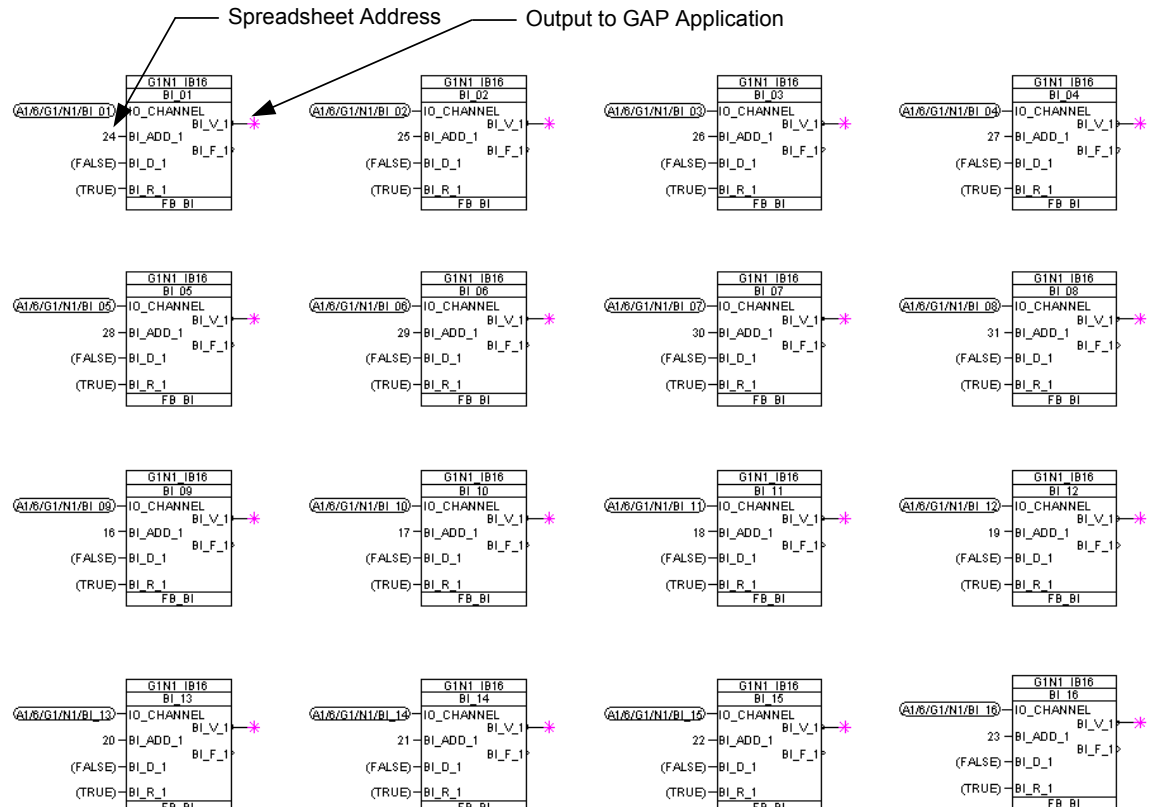 Spreadsheet Address
Output to GAP Application
G1N1_IB16
BI_01
A1/6/G1/N1/BI_01
IO_CHANNEL
BI_V_1
24
BI_ADD_1
BI_F_1
(FALSE)
BI_D_1
(TRUE)
BI_R_1
FB_BI
G1N1_IB16
BI_02
A1/6/G1/N1/BI_02
IO_CHANNEL
BI_V_1
25
BI_ADD_1
BI_F_1
(FALSE)
BI_D_1
(TRUE)
BI_R_1
FB_BI
G1N1_IB16
BI_03
A1/6/G1/N1/BI_03
IO_CHANNEL
BI_V_1
26
BI_ADD_1
BI_F_1
(FALSE)
BI_D_1
(TRUE)
BI_R_1
FB_BI
G1N1_IB16
BI_04
A1/6/G1/N1/BI_04
IO_CHANNEL
BI_V_1
27
BI_ADD_1
BI_F_1
(FALSE)
BI_D_1
(TRUE)
BI_R_1
FB_BI
G1N1_IB16
BI_05
A1/6/G1/N1/BI_05
IO_CHANNEL
BI_V_1
28
BI_ADD_1
BI_F_1
(FALSE)
BI_D_1
(TRUE)
BI_R_1
FB_BI
G1N1_IB16
BI_06
A1/6/G1/N1/BI_06
IO_CHANNEL
BI_V_1
29
BI_ADD_1
BI_F_1
(FALSE)
BI_D_1
(TRUE)
BI_R_1
FB_BI
G1N1_IB16
BI_07
A1/6/G1/N1/BI_07
IO_CHANNEL
BI_V_1
30
BI_ADD_1
BI_F_1
(FALSE)
BI_D_1
(TRUE)
BI_R_1
FB_BI
G1N1_IB16
BI_08
A1/6/G1/N1/BI_08
IO_CHANNEL
BI_V_1
31
BI_ADD_1
BI_F_1
(FALSE)
BI_D_1
(TRUE)
BI_R_1
FB_BI
G1N1_IB16
BI_09
A1/6/G1/N1/BI_09
IO_CHANNEL
BI_V_1
16
BI_ADD_1
BI_F_1
(FALSE)
BI_D_1
(TRUE)
BI_R_1
FB_BI
G1N1_IB16
BI_10
A1/6/G1/N1/BI_10
IO_CHANNEL
BI_V_1
17
BI_ADD_1
BI_F_1
(FALSE)
BI_D_1
(TRUE)
BI_R_1
FB_BI
G1N1_IB16
BI_11
A1/6/G1/N1/BI_11
IO_CHANNEL
BI_V_1
18
BI_ADD_1
BI_F_1
(FALSE)
BI_D_1
(TRUE)
BI_R_1
FB_BI
G1N1_IB16
BI_12
A1/6/G1/N1/BI_12
IO_CHANNEL
BI_V_1
19
BI_ADD_1
BI_F_1
(FALSE)
BI_D_1
(TRUE)
BI_R_1
FB_BI
G1N1_IB16
BI_13
A1/6/G1/N1/BI_13
IO_CHANNEL
BI_V_1
20
BI_ADD_1
BI_F_1
(FALSE)
BI_D_1
(TRUE)
BI_R_1
FB_BI
G1N1_IB16
BI_14
A1/6/G1/N1/BI_14
IO_CHANNEL
BI_V_1
21
BI_ADD_1
BI_F_1
(FALSE)
BI_D_1
(TRUE)
BI_R_1
FB_BI
G1N1_IB16
BI_15
A1/6/G1/N1/BI_15
IO_CHANNEL
BI_V_1
22
BI_ADD_1
BI_F_1
(FALSE)
BI_D_1
(TRUE)
BI_R_1
FB_BI
G1N1_IB16
BI_16
A1/6/G1/N1/BI_16
IO_CHANNEL
BI_V_1
23
BI_ADD_1
BI_F_1
(FALSE)
BI_D_1
(TRUE)
BI_R_1
FB_BI